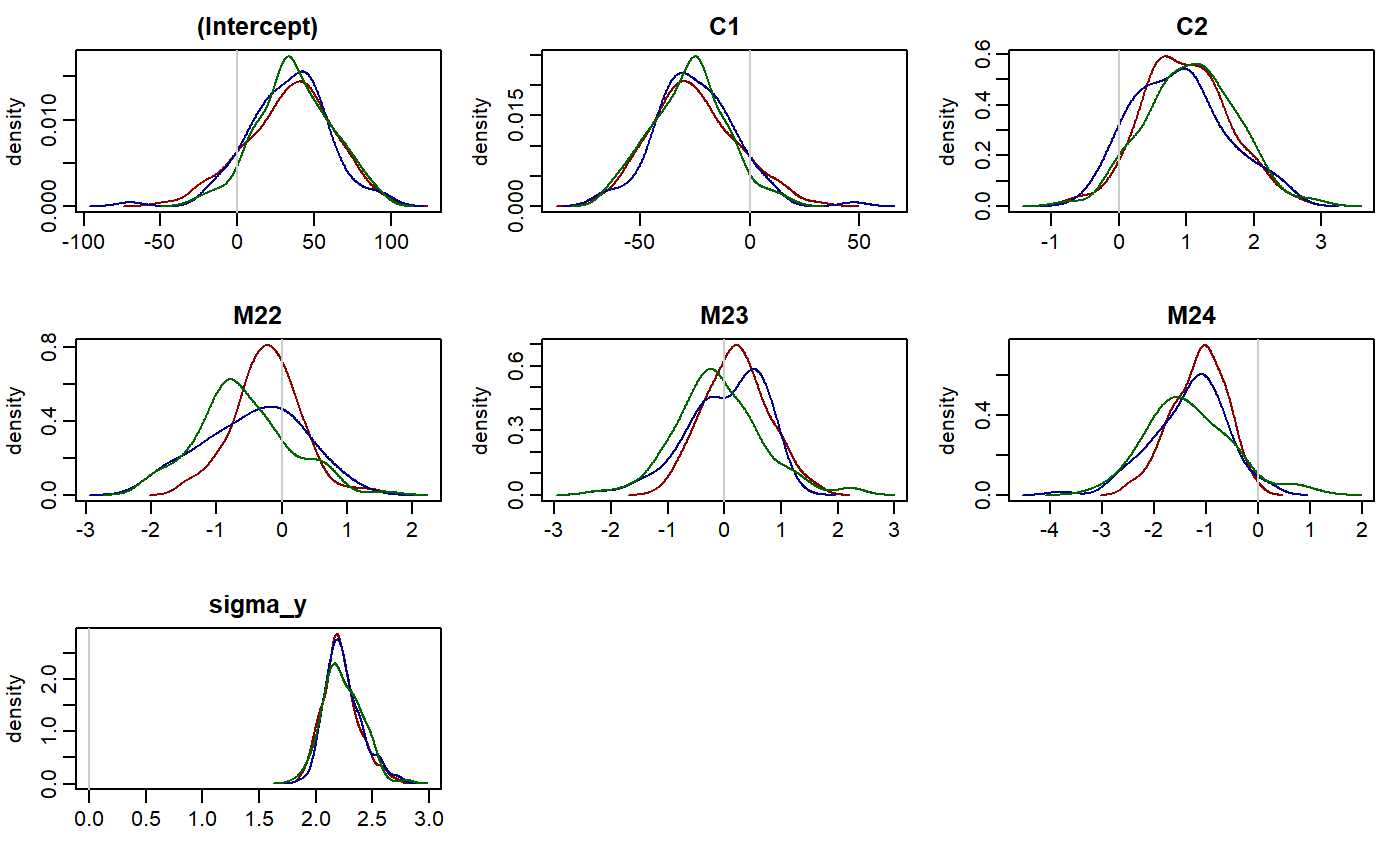 (Intercept)
density
0.000
0.010
-100 -50 0 50 100
C1
density
0.000
0.015
-50 0 50
C2
density
0.0
0.2
0.4
0.6
-1 0 1 2 3
M22
density
0.0
0.4
0.8
-3 -2 -1 0 1 2
M23
density
0.0
0.3
0.6
-3 -2 -1 0 1 2 3
M24
density
0.0
0.4
-4 -3 -2 -1 0 1 2
sigma_y
density
0.0
1.0
2.0
0.0 0.5 1.0 1.5 2.0 2.5 3.0